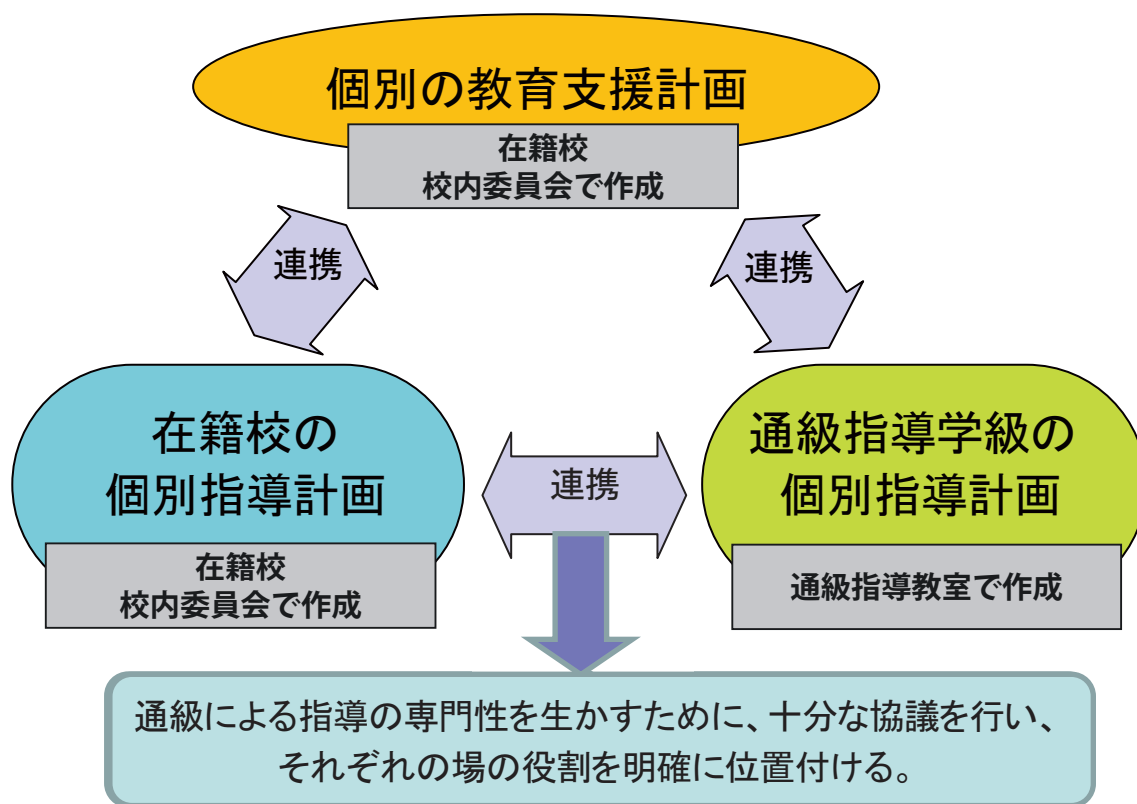 個別の教育支援計画
在籍校
校内委員会で作成
連携
連携
在籍校の
個別指導計画
在籍校
校内委員会で作成
連携
通級指導学級の
個別指導計画
通級指導教室で作成
通級による指導の専門性を生かすために、十分な協議を行い、
それぞれの場の役割を明確に位置付ける。